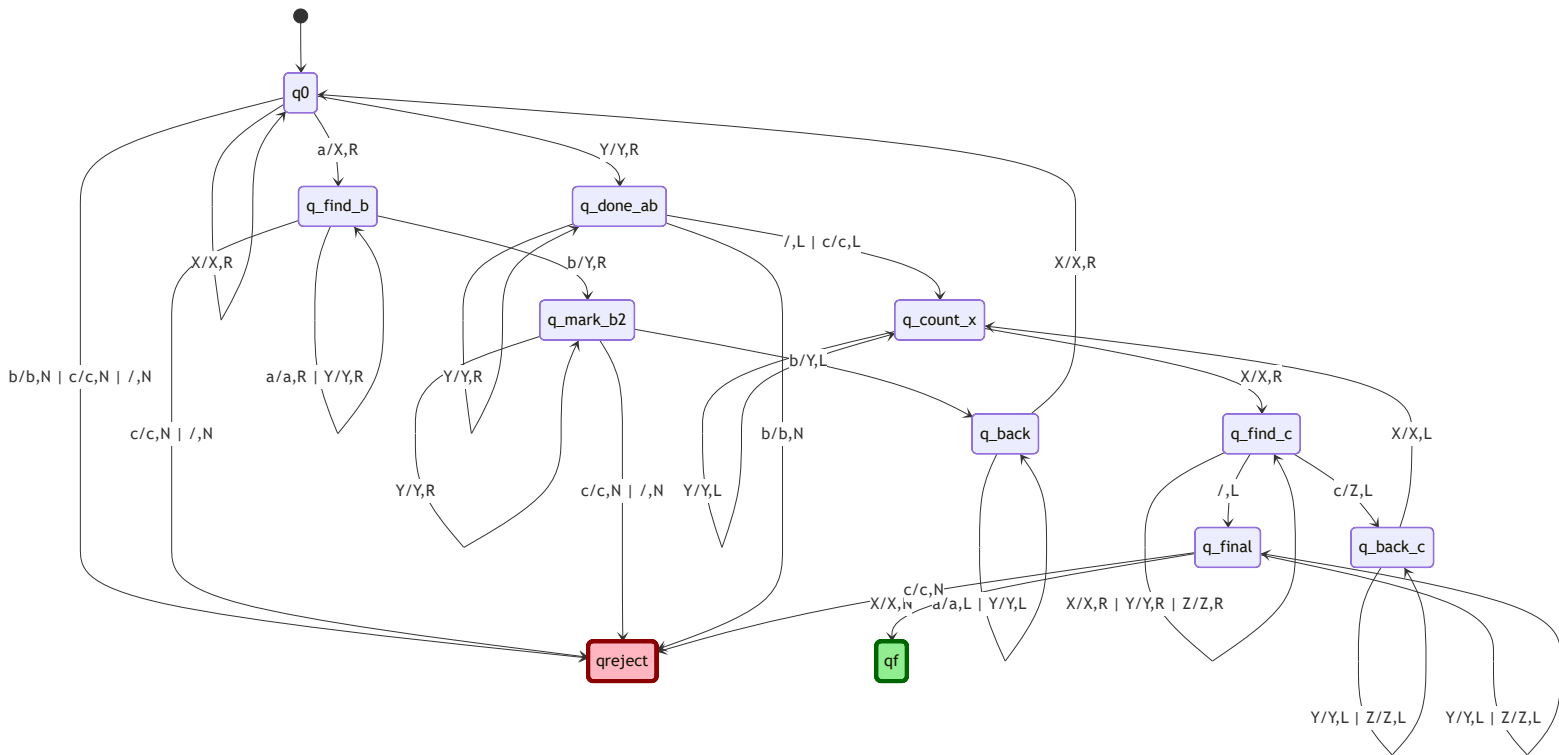 q0
a/X,R
Y/Y,R
q_find_b
q_done_ab
/,L | c/c,L
X/X,R
b/Y,R
X/X,R
q_mark_b2
q_count_x
b/Y,L
b/b,N | c/c,N | /,N
a/a,R | Y/Y,R
Y/Y,R
X/X,R
c/c,N | /,N
b/b,N
q_back
q_find_c
X/X,L
Y/Y,R
c/c,N | /,N
Y/Y,L
/,L
c/Z,L
q_final
q_back_c
c/c,N
X/X,N
a/a,L | Y/Y,L
X/X,R | Y/Y,R | Z/Z,R
qreject
qf
Y/Y,L | Z/Z,L
Y/Y,L | Z/Z,L